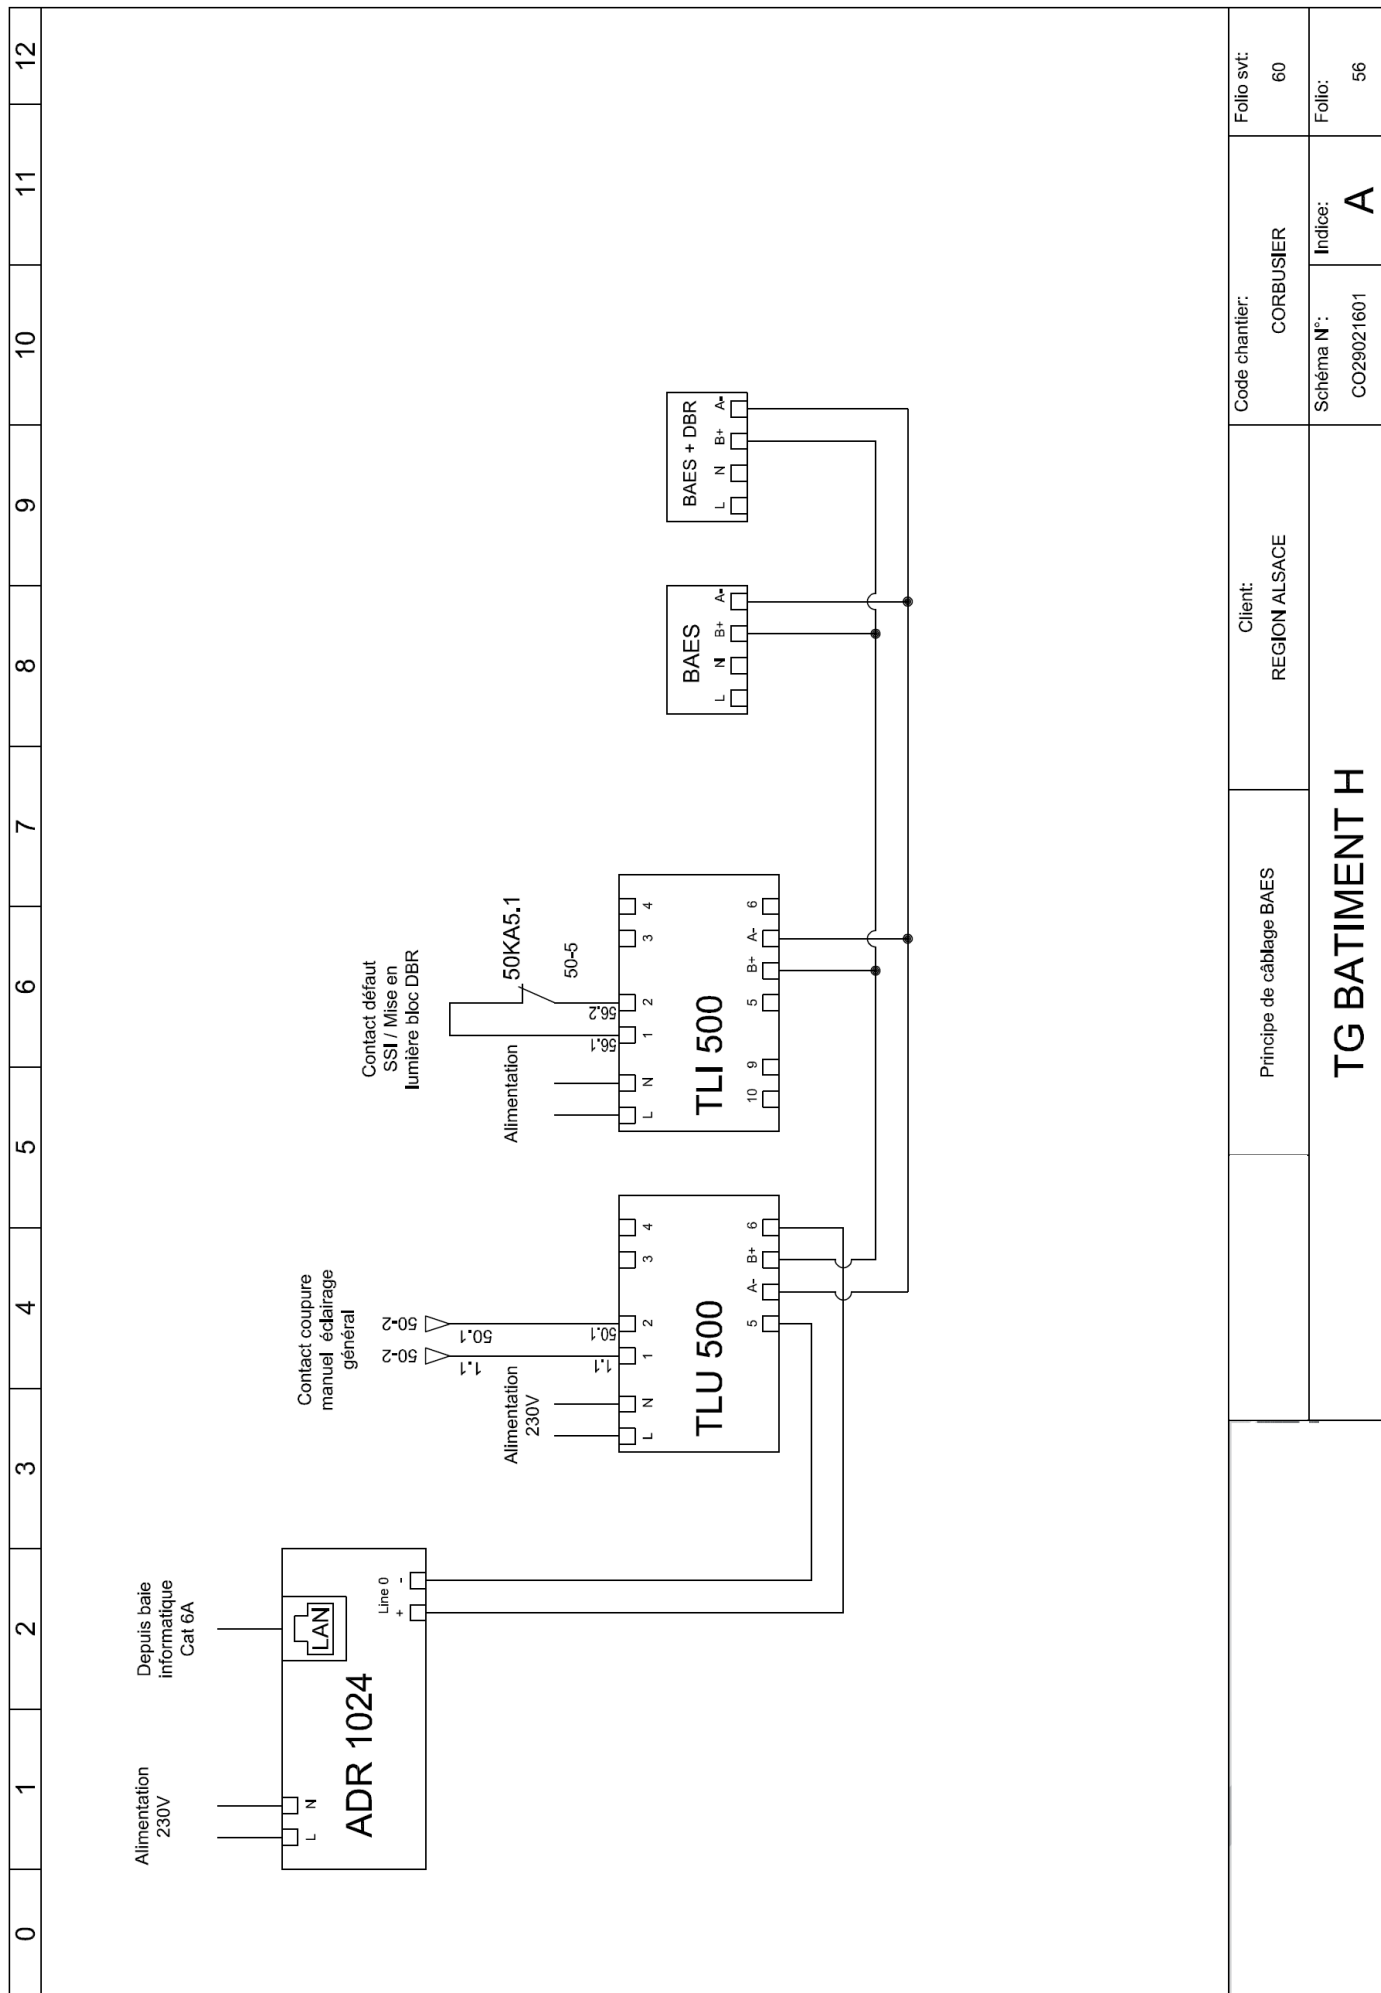 0 1 2 3 4 5 6 7 8 9 10 11 12
Alimentation
230V
Depuis baie
informatique
Cat 6A
L N
LAN
ADR 1024
Line 0
+ -
Contact coupure
manuel éclairage
général
50-2 50-2
1.1 50.1
Alimentation
230V
1.1 50.1
L N 1 2 3 4
TLU 500
5 A- B+ 6
Contact défaut
SSI / Mise en
lumière bloc DBR
50KA5.1
50-5
Alimentation
56.1 56.2
L N 1 2 3 4
TLI 500
10 9 5 B+ A- 6
BAES
L N B+ A-
BAES + DBR
L N B+ A-
Principe de câblage BAES
Client:
REGION ALSACE
Code chantier:
CORBUSIER
Folio svt:
60
TG BATIMENT H
Schéma N°:
CO29021601
Indice:
A
Folio:
56